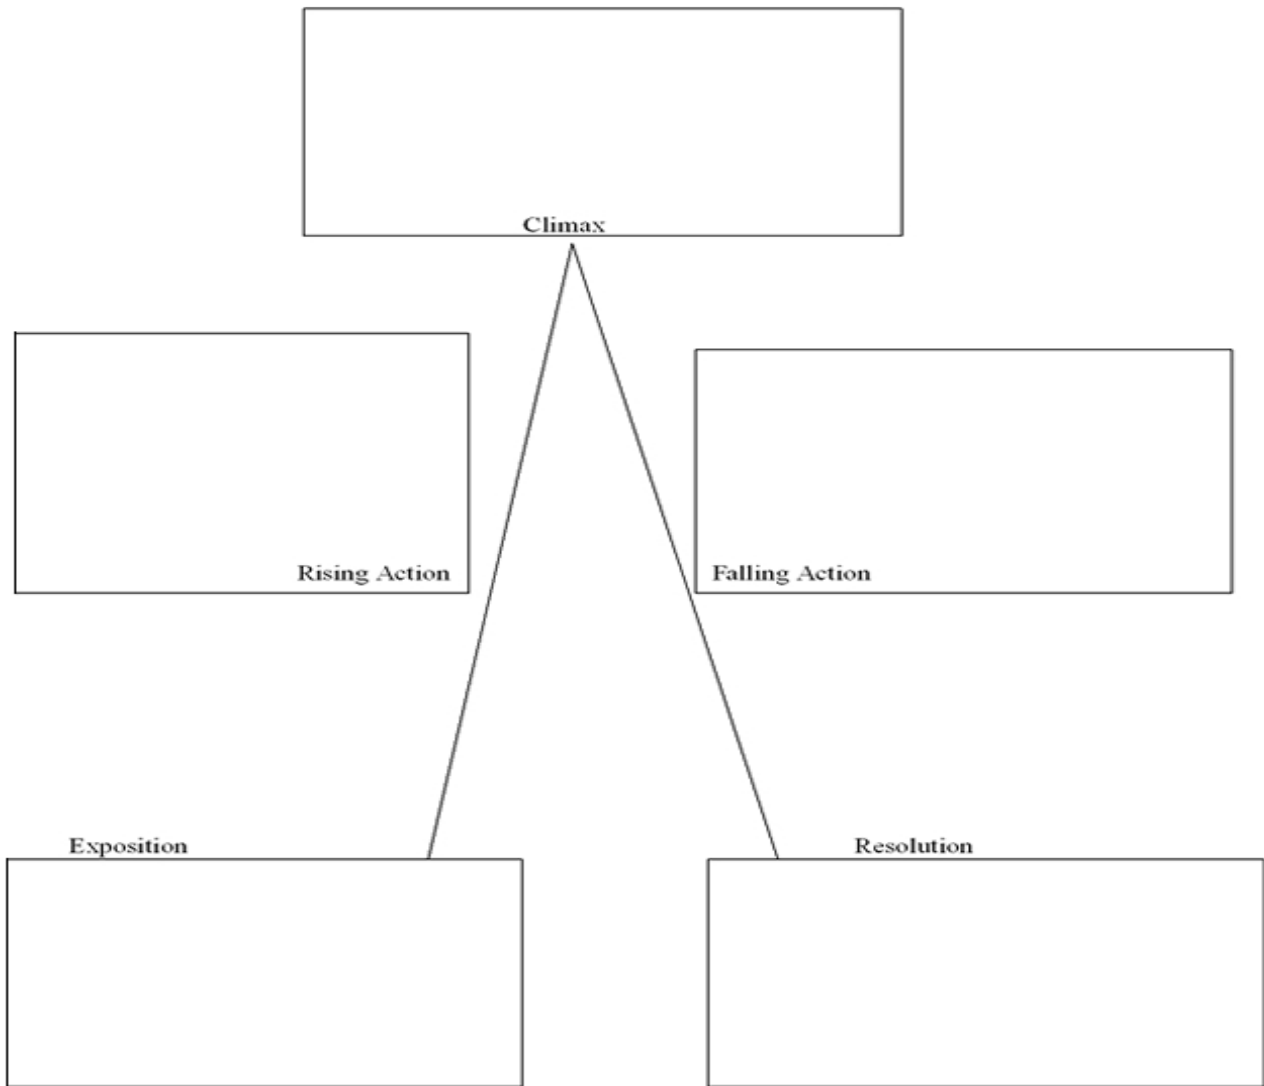 Climax
Rising Action
Falling Action
Exposition
Resolution